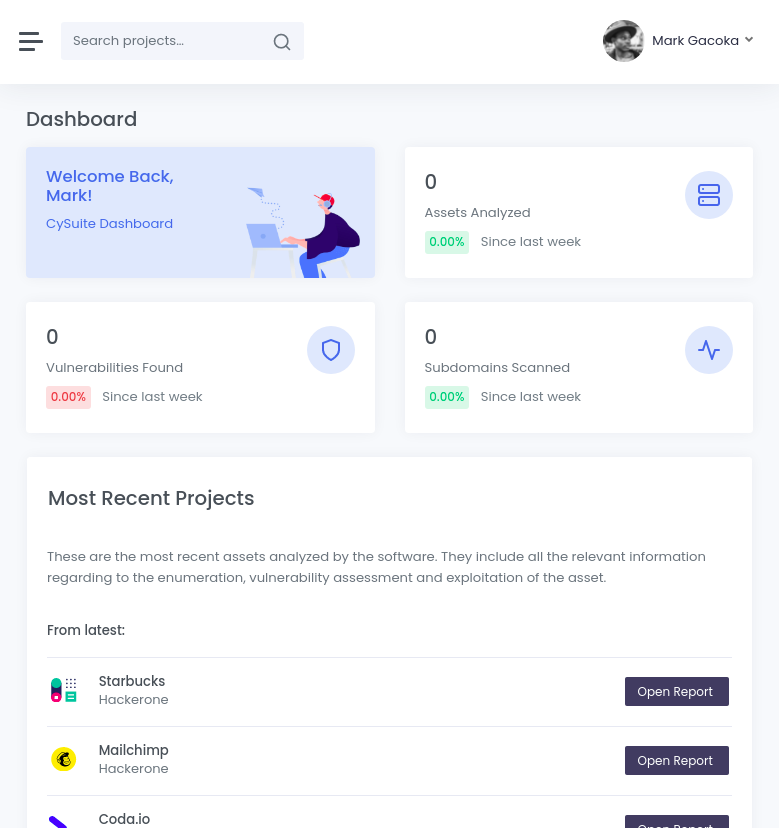 Search projects...
Mark Gacoka
Dashboard
Welcome Back,
Mark!
CySuite Dashboard
0
Assets Analyzed
0.00% Since last week
0
Vulnerabilities Found
0.00% Since last week
0
Subdomains Scanned
0.00% Since last week
Most Recent Projects
These are the most recent assets analyzed by the software. They include all the relevant information
regarding to the enumeration, vulnerability assessment and exploitation of the asset.
From latest:
Starbucks
Hackerone
Open Report
Mailchimp
Hackerone
Open Report
Coda.io
Open Report